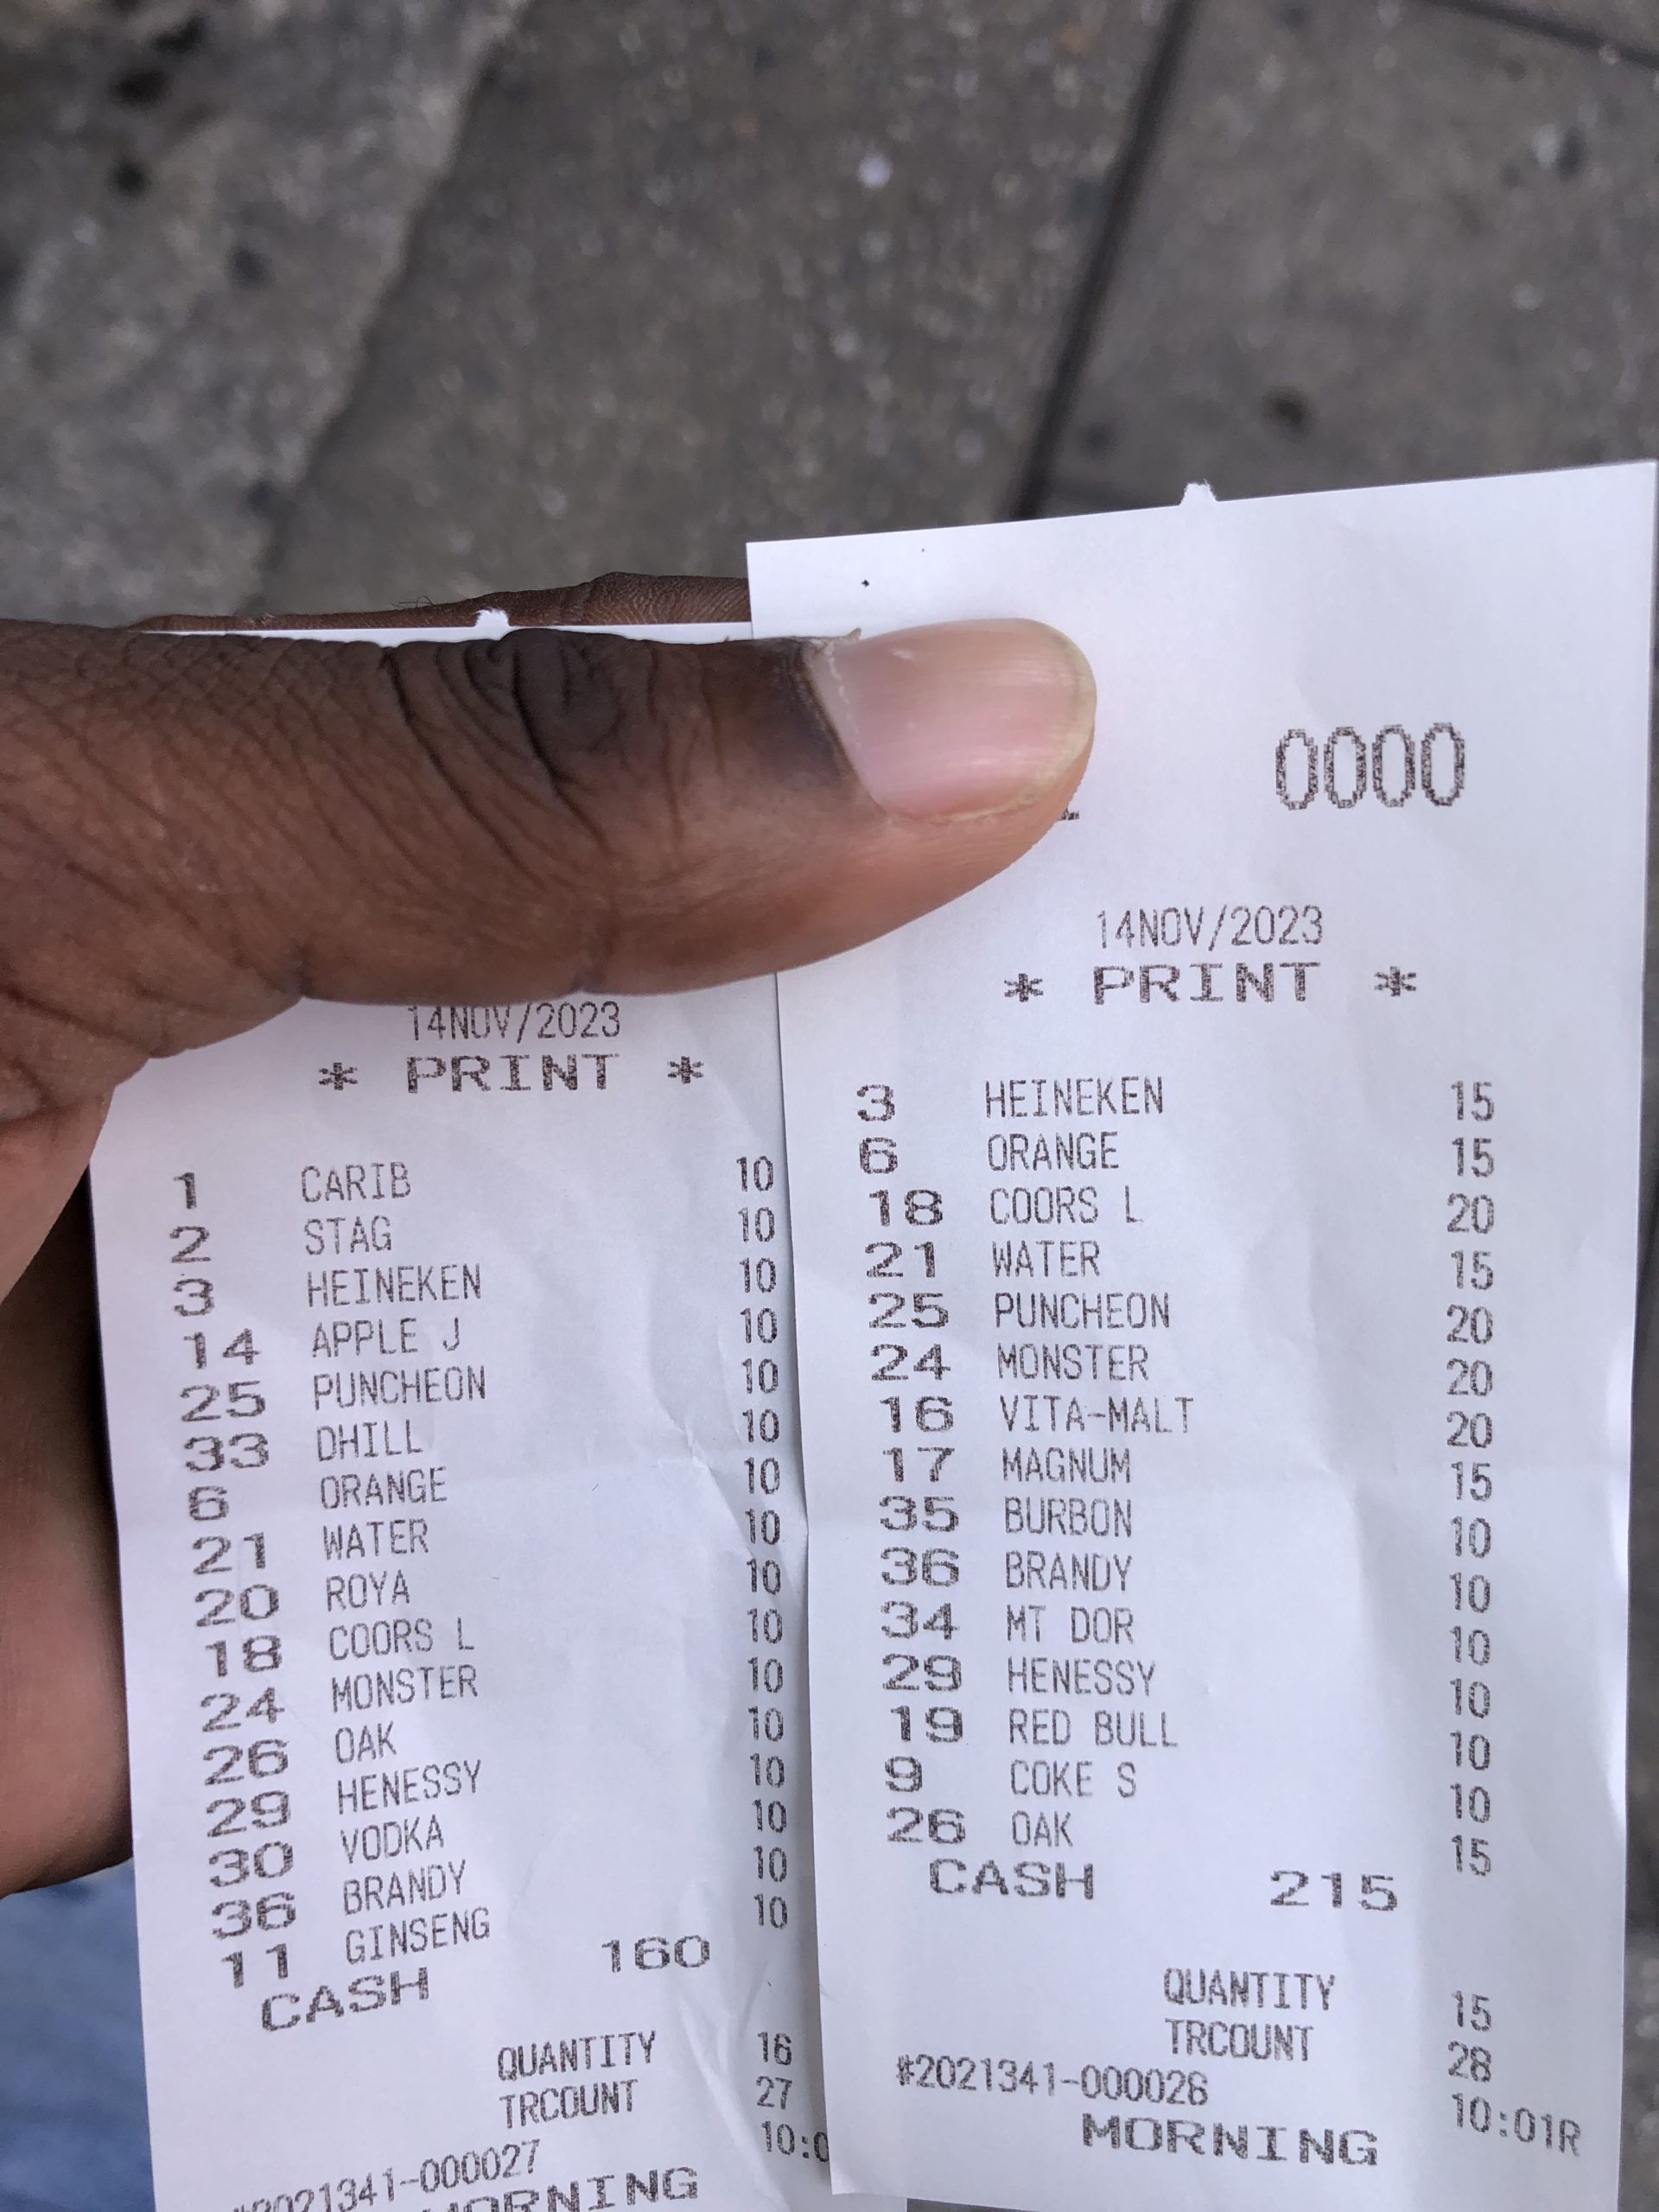 14NOV/2023
* PRINT *
1 CARIB 10
2 STAG 10
3 HEINEKEN 10
14 APPLE J 10
25 PUNCHEON 10
33 DHILL 10
6 ORANGE 10
21 WATER 10
20 ROYA 10
18 COORS L 10
24 MONSTER 10
26 OAK 10
29 HENESSY 10
30 VODKA 10
36 BRANDY 10
11 GINSENG 10
CASH 160
QUANTITY 16
TRCOUNT 27
#2021341-000027 10:0
MORNING
0000
14NOV/2023
* PRINT *
3 HEINEKEN 15
6 ORANGE 15
18 COORS L 20
21 WATER 15
25 PUNCHEON 20
24 MONSTER 20
16 VITA-MALT 20
17 MAGNUM 15
35 BURBON 10
36 BRANDY 10
34 MT DOR 10
29 HENESSY 10
19 RED BULL 10
9 COKE S 10
26 OAK 15
CASH 215
QUANTITY 15
TRCOUNT 28
#2021341-000028 10:01R
MORNING